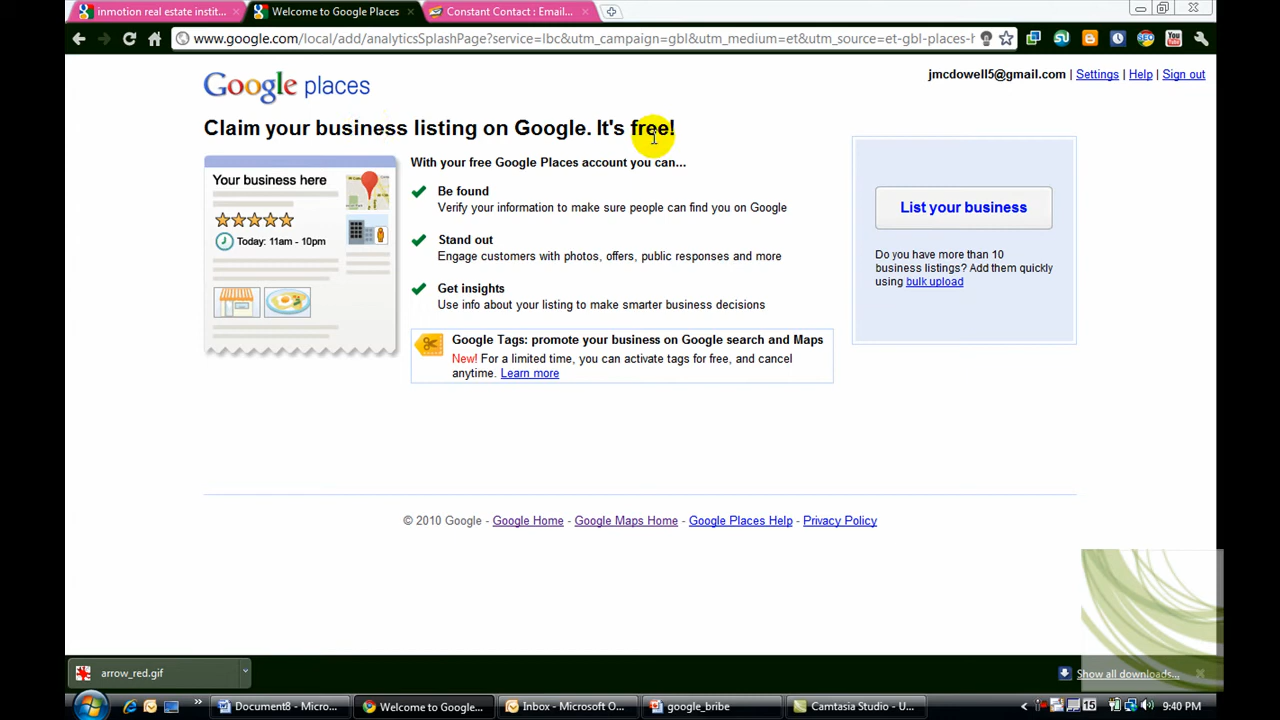 inmotion real estate instit...
Welcome to Google Places
Constant Contact : Email...
www.google.com/local/add/analyticsSplashPage?service=lbc&utm_campaign=gbl&utm_medium=et&utm_source=et-gbl-places-h
jmcdowell5@gmail.com | Settings | Help | Sign out
Google places
Claim your business listing on Google. It's free!
With your free Google Places account you can...
Your business here
Today: 11am - 10pm
Be found
Verify your information to make sure people can find you on Google
Stand out
Engage customers with photos, offers, public responses and more
Get insights
Use info about your listing to make smarter business decisions
Google Tags: promote your business on Google search and Maps
New! For a limited time, you can activate tags for free, and cancel
anytime. Learn more
List your business
Do you have more than 10
business listings? Add them quickly
using bulk upload
© 2010 Google - Google Home - Google Maps Home - Google Places Help - Privacy Policy
arrow_red.gif
Show all downloads...
Document8 - Micro...
Welcome to Google...
Inbox - Microsoft O...
google_bribe
Camtasia Studio - U...
15
9:40 PM